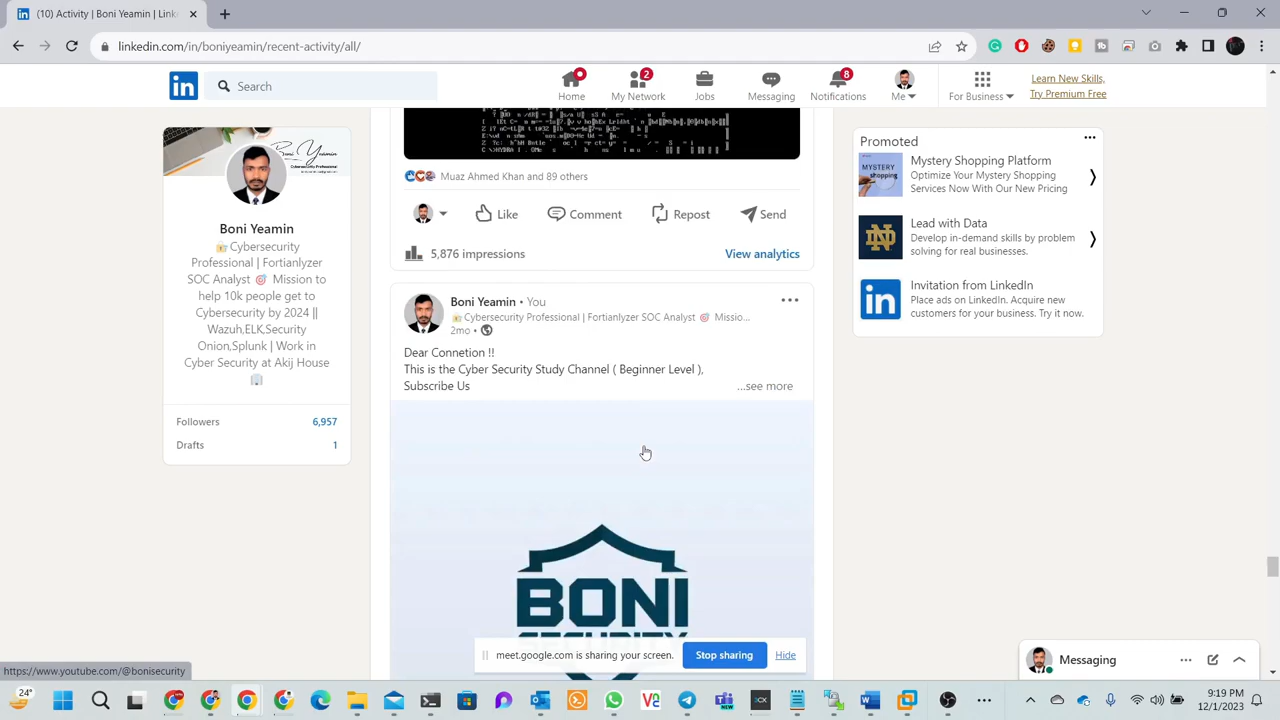 (10) Activity | Boni Yeamin | Li
linkedin.com/in/boniyeamin/recent-activity/all/
in
Search
Home
2
My Network
Jobs
Messaging
8
Notifications
Me
For Business
Learn New Skills,
Try Premium Free
Boni Yeamin
Cybersecurity
Professional | Fortianlyzer
SOC Analyst 🎯 Mission to
help 10k people get to
Cybersecurity by 2024 ||
Wazuh,ELK,Security
Onion,Splunk | Work in
Cyber Security at Akij House
Followers 6,957
Drafts 1
Muaz Ahmed Khan and 89 others
Like
Comment
Repost
Send
5,876 impressions
View analytics
Boni Yeamin • You
Cybersecurity Professional | Fortianlyzer SOC Analyst 🎯 Missio...
2mo •
Dear Connetion !!
This is the Cyber Security Study Channel ( Beginner Level ),
Subscribe Us ...see more
BONI
SECURITY
Promoted
MYSTERY
shopping
Mystery Shopping Platform
Optimize Your Mystery Shopping
Services Now With Our New Pricing
Lead with Data
Develop in-demand skills by problem
solving for real businesses.
in
Invitation from LinkedIn
Place ads on LinkedIn. Acquire new
customers for your business. Try it now.
meet.google.com is sharing your screen.
Stop sharing
Hide
Messaging
https://www.youtube.com/@bonisecurity
24°
9:19 PM
12/1/2023